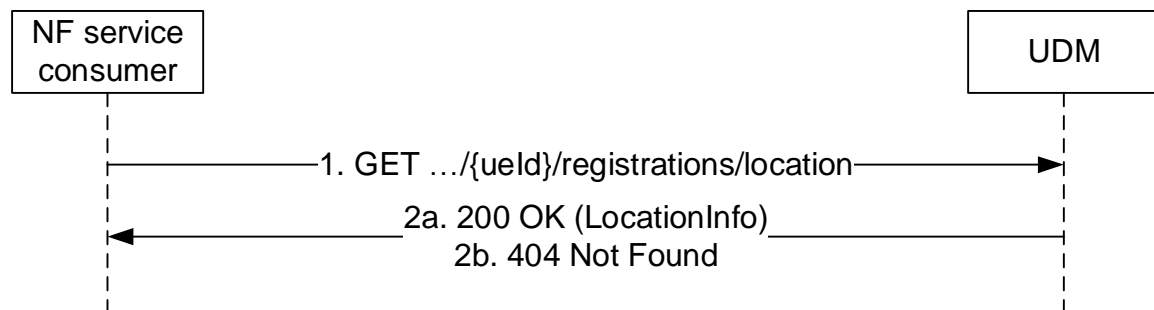 NF service
consumer
UDM
1. GET …/{ueId}/registrations/location
2a. 200 OK (LocationInfo)
2b. 404 Not Found